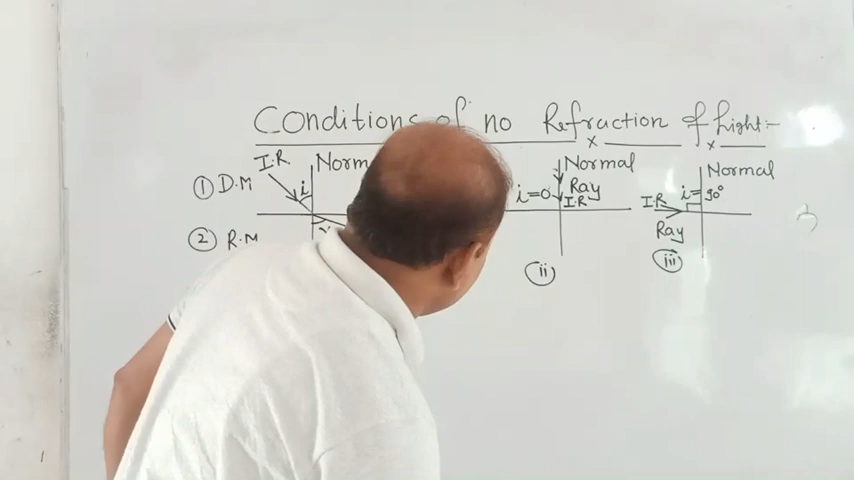 Conditions of no Refraction of Light:-
I.R
Norm
i
① D.M
② R.M
r
Normal
i=0
Ray
I.R
ii
Normal
I.R
i=90°
Ray
iii